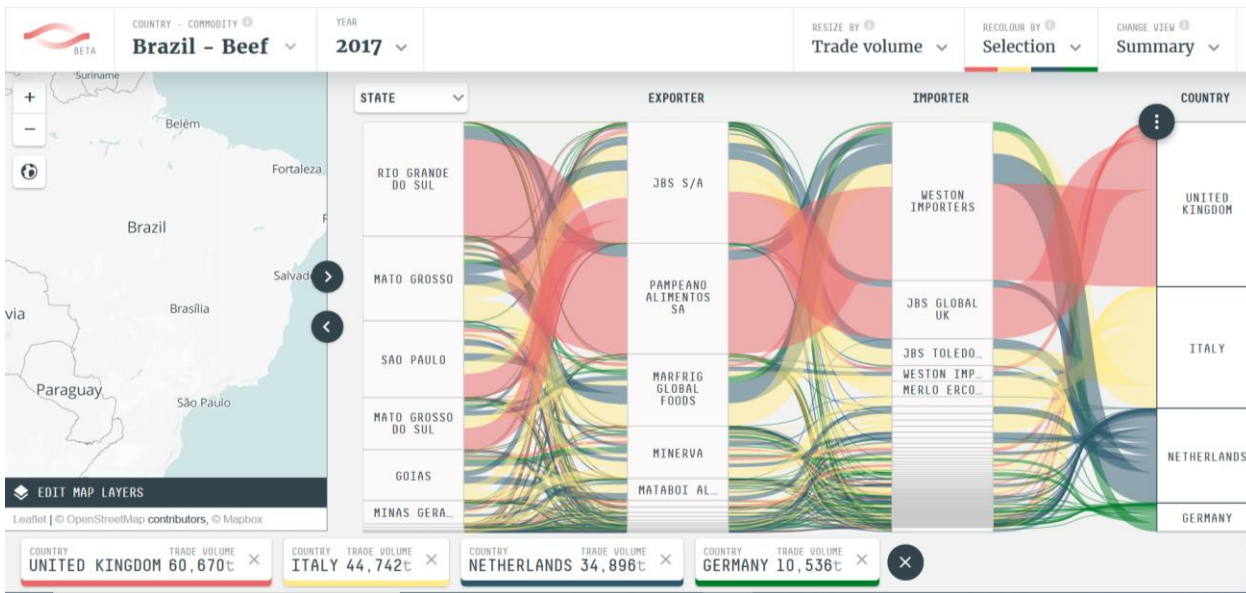 BETA
COUNTRY - COMMODITY
Brazil – Beef
YEAR
2017
RESIZE BY
Trade volume
RECOLOUR BY
Selection
CHANGE VIEW
Summary
Suriname
+
−
Belém
Fortaleza
Brazil
Salvad
Brasília
via
Paraguay
São Paulo
EDIT MAP LAYERS
Leaflet | © OpenStreetMap contributors, © Mapbox
STATE
EXPORTER
IMPORTER
COUNTRY
RIO GRANDE
DO SUL
MATO GROSSO
SAO PAULO
MATO GROSSO
DO SUL
GOIAS
MINAS GERA…
JBS S/A
PAMPEANO
ALIMENTOS
SA
MARFRIG
GLOBAL
FOODS
MINERVA
MATABOI AL…
WESTON
IMPORTERS
JBS GLOBAL
UK
JBS TOLEDO…
WESTON IMP…
MERLO ERCO…
UNITED
KINGDOM
ITALY
NETHERLANDS
GERMANY
COUNTRY TRADE VOLUME
UNITED KINGDOM 60,670t
COUNTRY TRADE VOLUME
ITALY 44,742t
COUNTRY TRADE VOLUME
NETHERLANDS 34,896t
COUNTRY TRADE VOLUME
GERMANY 10,536t